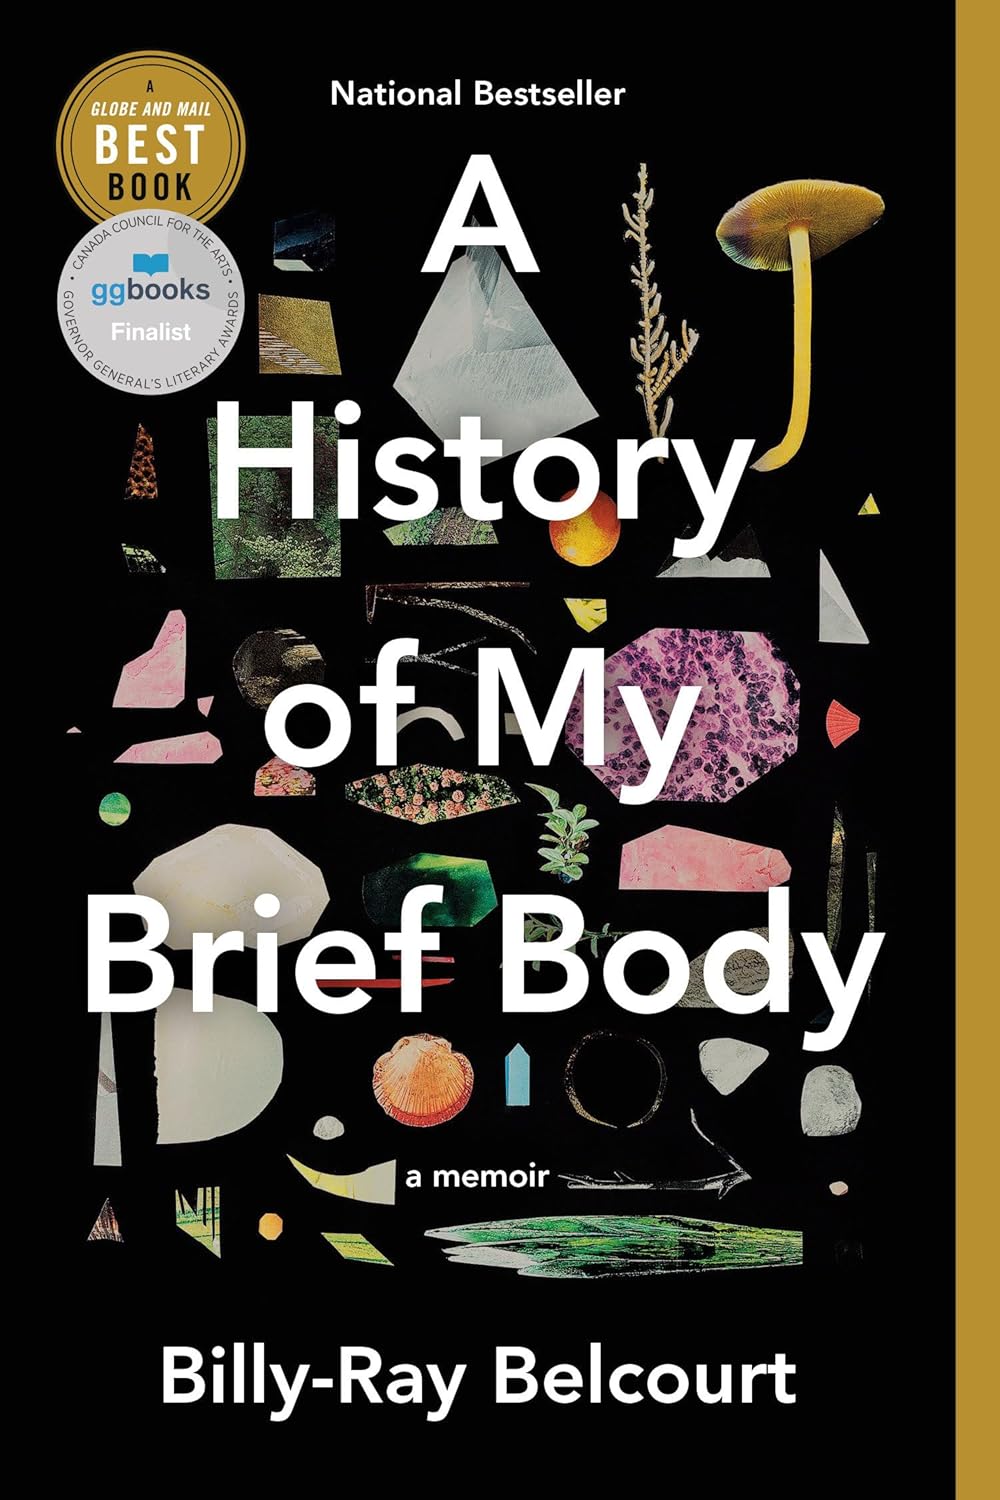 A
GLOBE AND MAIL
BEST
BOOK
CANADA COUNCIL FOR THE ARTS
ggbooks
Finalist
GOVERNOR GENERAL'S LITERARY AWARDS
National Bestseller
A
History
of My
Brief Body
a memoir
Billy-Ray Belcourt